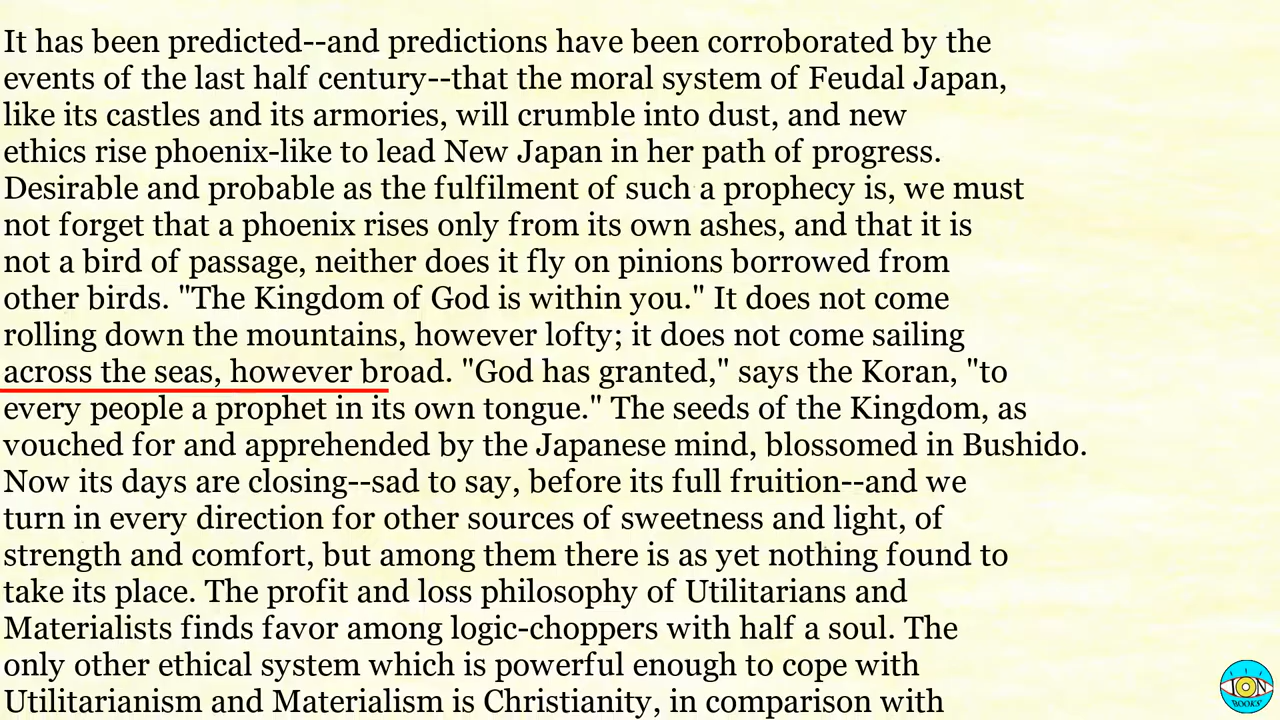 It has been predicted--and predictions have been corroborated by the
events of the last half century--that the moral system of Feudal Japan,
like its castles and its armories, will crumble into dust, and new
ethics rise phoenix-like to lead New Japan in her path of progress.
Desirable and probable as the fulfilment of such a prophecy is, we must
not forget that a phoenix rises only from its own ashes, and that it is
not a bird of passage, neither does it fly on pinions borrowed from
other birds. "The Kingdom of God is within you." It does not come
rolling down the mountains, however lofty; it does not come sailing
across the seas, however broad. "God has granted," says the Koran, "to
every people a prophet in its own tongue." The seeds of the Kingdom, as
vouched for and apprehended by the Japanese mind, blossomed in Bushido.
Now its days are closing--sad to say, before its full fruition--and we
turn in every direction for other sources of sweetness and light, of
strength and comfort, but among them there is as yet nothing found to
take its place. The profit and loss philosophy of Utilitarians and
Materialists finds favor among logic-choppers with half a soul. The
only other ethical system which is powerful enough to cope with
Utilitarianism and Materialism is Christianity, in comparison with
ION
BOOKS